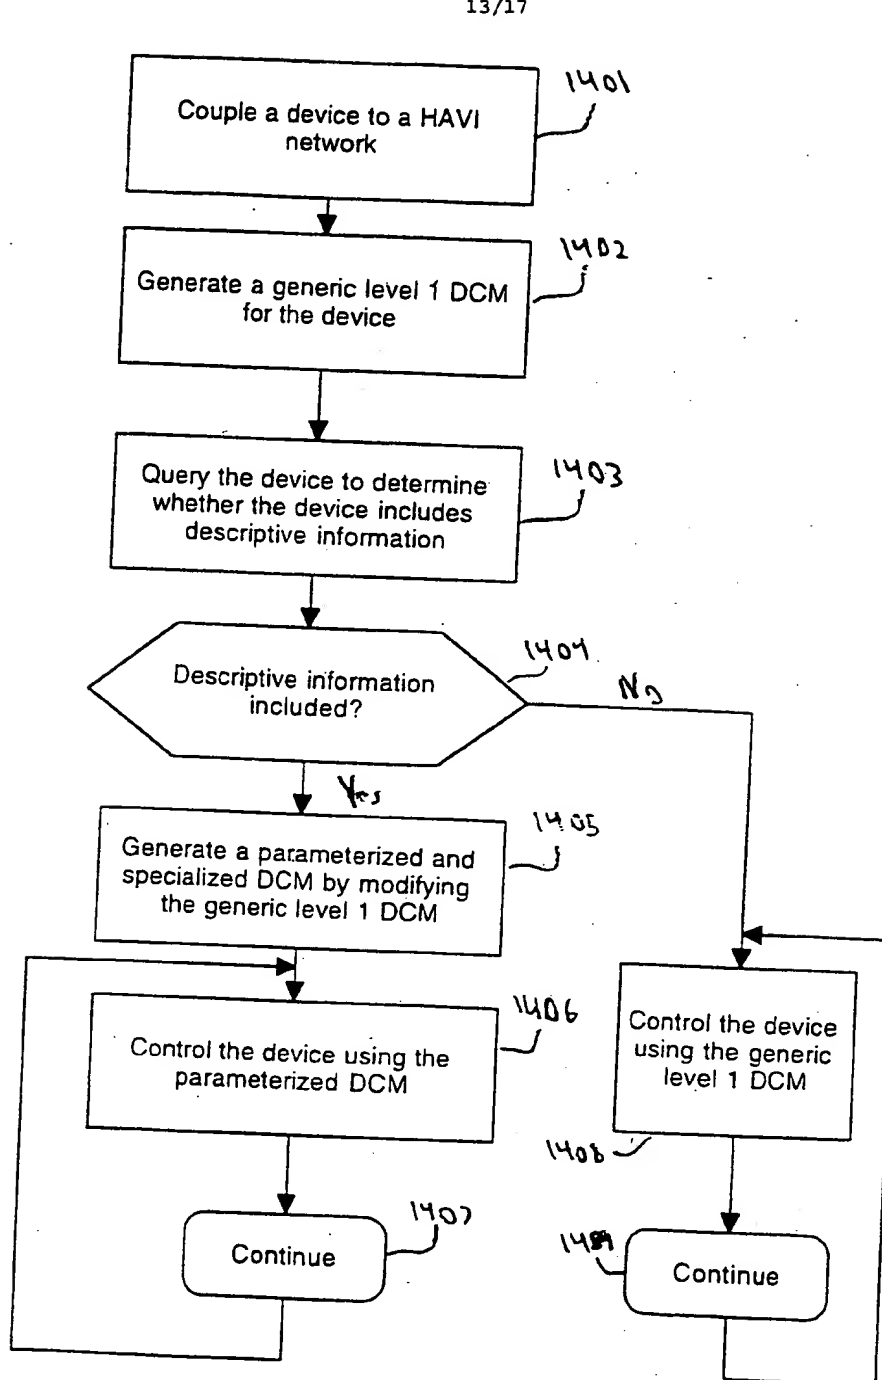 13/17
Couple a device to a HAVI
network
1401
Generate a generic level 1 DCM
for the device
1402
Query the device to determine
whether the device includes
descriptive information
1403
Descriptive information
included?
1404
No
Yes
Generate a parameterized and
specialized DCM by modifying
the generic level 1 DCM
1405
Control the device using the
parameterized DCM
1406
Control the device
using the generic
level 1 DCM
1408
Continue
1407
Continue